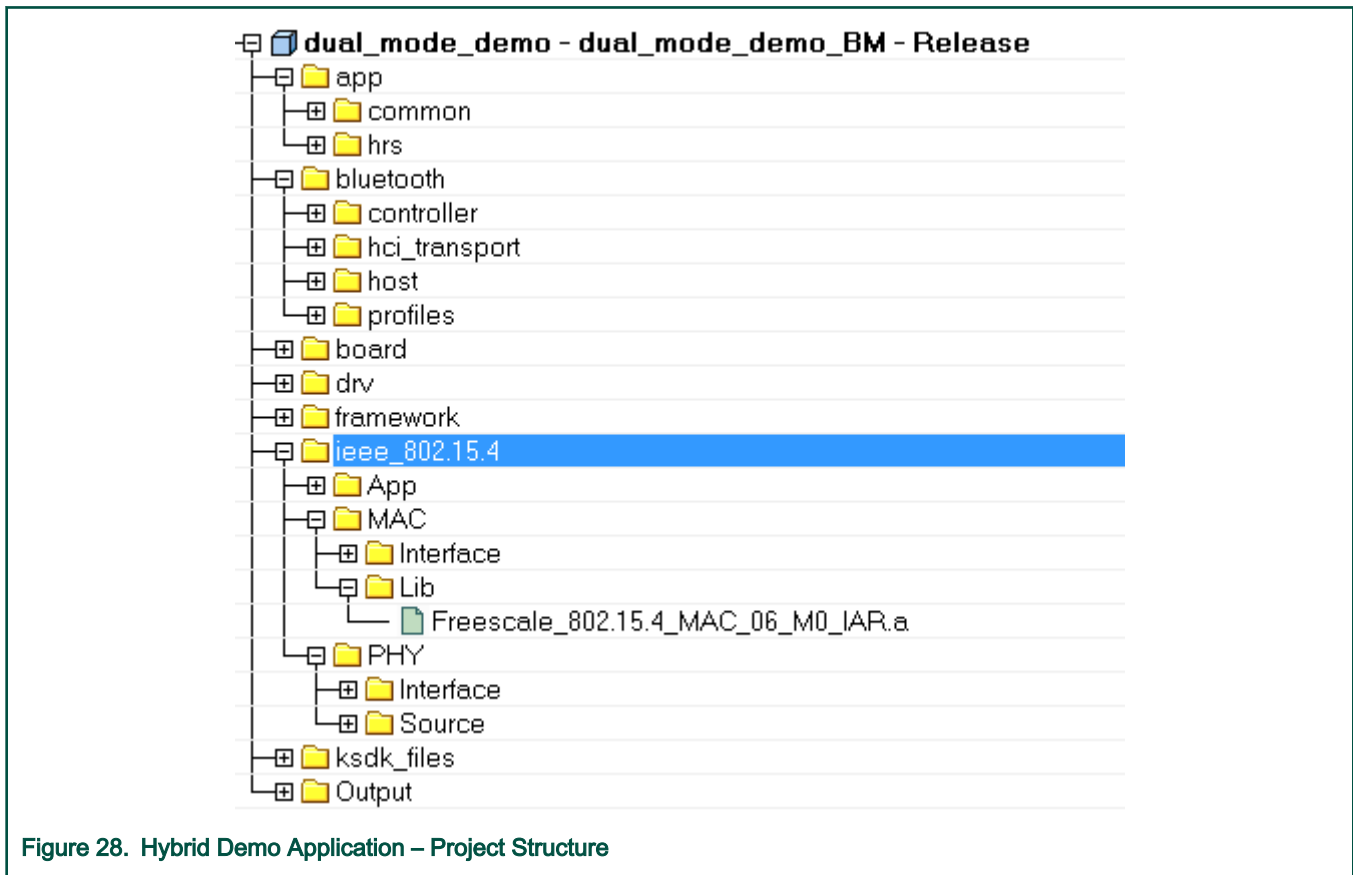 dual_mode_demo - dual_mode_demo_BM - Release
app
common
hrs
bluetooth
controller
hci_transport
host
profiles
board
drv
framework
ieee_802.15.4
App
MAC
Interface
Lib
Freescale_802.15.4_MAC_06_M0_IAR.a
PHY
Interface
Source
ksdk_files
Output
Figure 28. Hybrid Demo Application – Project Structure